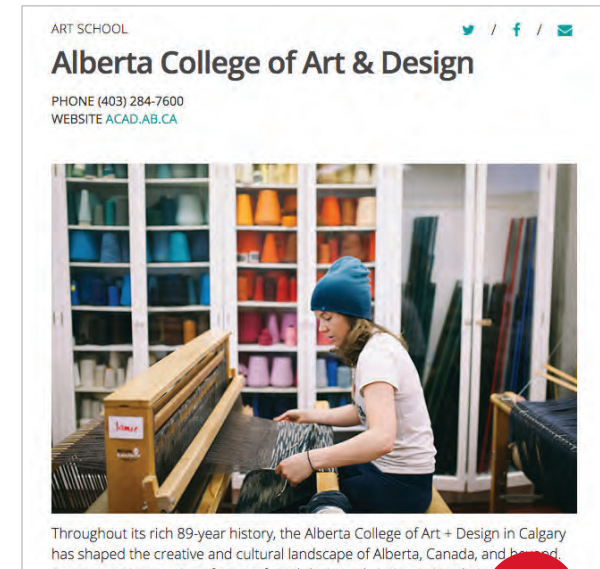 ART SCHOOL
/ /
Alberta College of Art & Design
PHONE (403) 284-7600
WEBSITE ACAD.AB.CA
Throughout its rich 89-year history, the Alberta College of Art + Design in Calgary
has shaped the creative and cultural landscape of Alberta, Canada, and beyond.